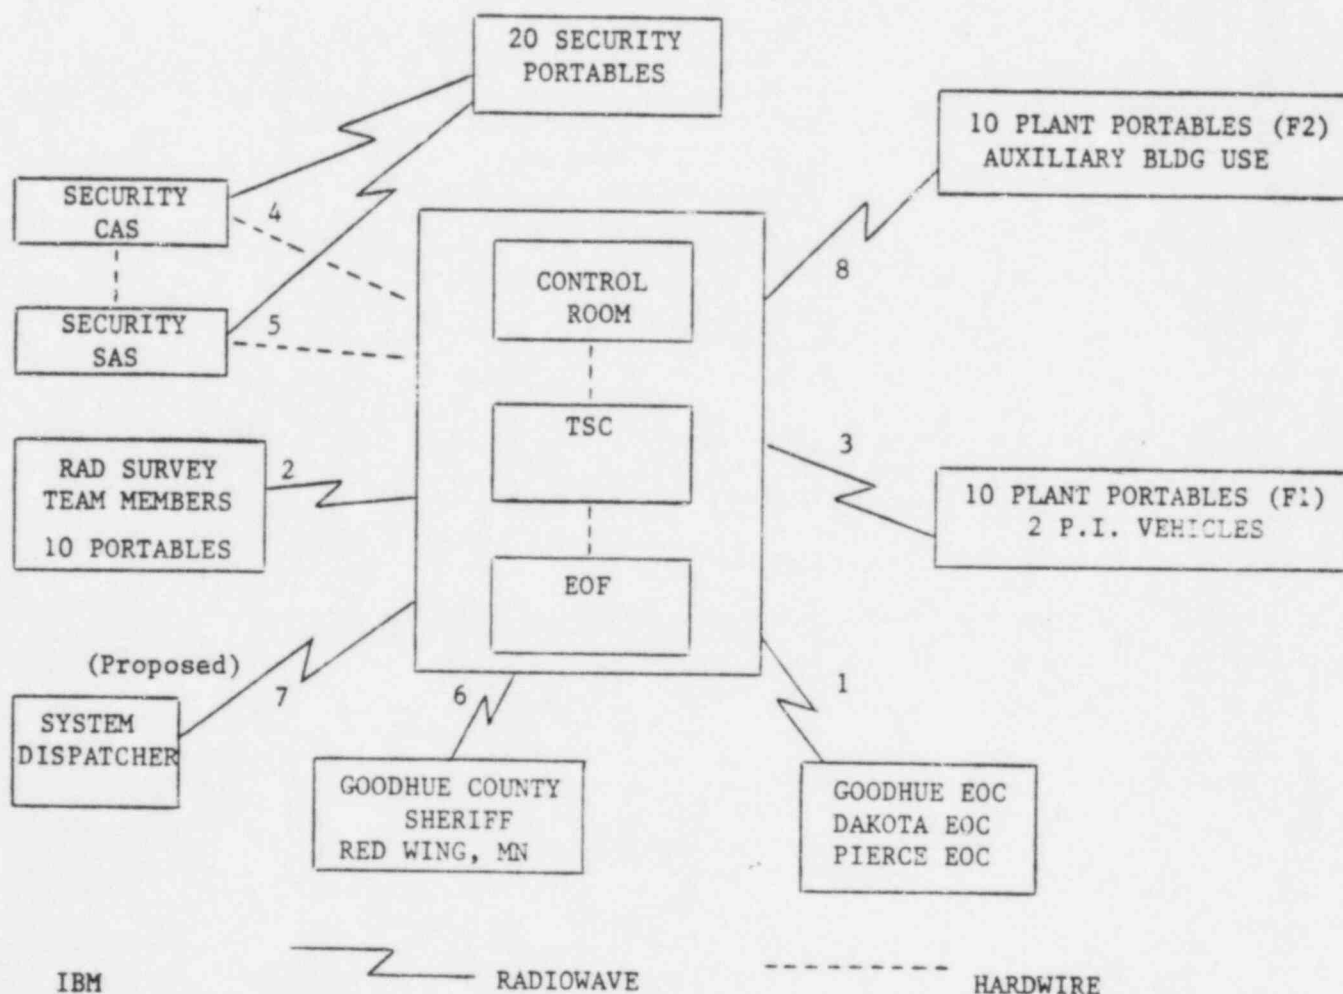 20 SECURITY
PORTABLES
10 PLANT PORTABLES (F2)
AUXILIARY BLDG USE
SECURITY
CAS
4
CONTROL
ROOM
8
SECURITY
SAS
5
TSC
3
RAD SURVEY
TEAM MEMBERS
10 PORTABLES
2
10 PLANT PORTABLES (F1)
2 P.I. VEHICLES
EOF
(Proposed)
7
6
1
SYSTEM
DISPATCHER
GOODHUE COUNTY
SHERIFF
RED WING, MN
GOODHUE EOC
DAKOTA EOC
PIERCE EOC
IBM
RADIOWAVE
HARDWIRE